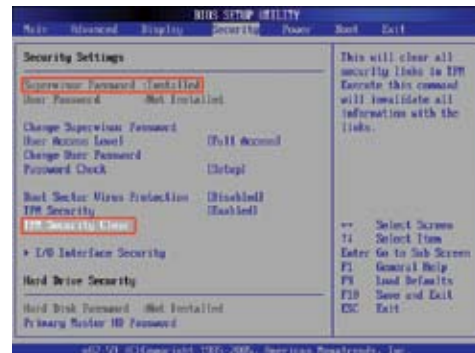 BIOS SETUP UTILITY
Main Advanced Display Security Power Boot Exit
Security Settings
Supervisor Password :Installed
User Password :Not Installed
Change Supervisor Password
User Access Level [Full Access]
Change User Password
Password Check [Setup]
Boot Sector Virus Protection [Disabled]
TPM Security [Enabled]
TPM Security Clear
I/O Interface Security
Hard Drive Security
Hard Disk Password :Not Installed
Primary Master HD Password
This will clear all
security links in TPM
Execute this command
will invalidate all
information with the
links.
Select Screen
Select Item
Enter Go to Sub Screen
F1 General Help
F9 Load Defaults
F10 Save and Exit
ESC Exit
v02.59 (C)Copyright 1985-2005, American Megatrends, Inc.